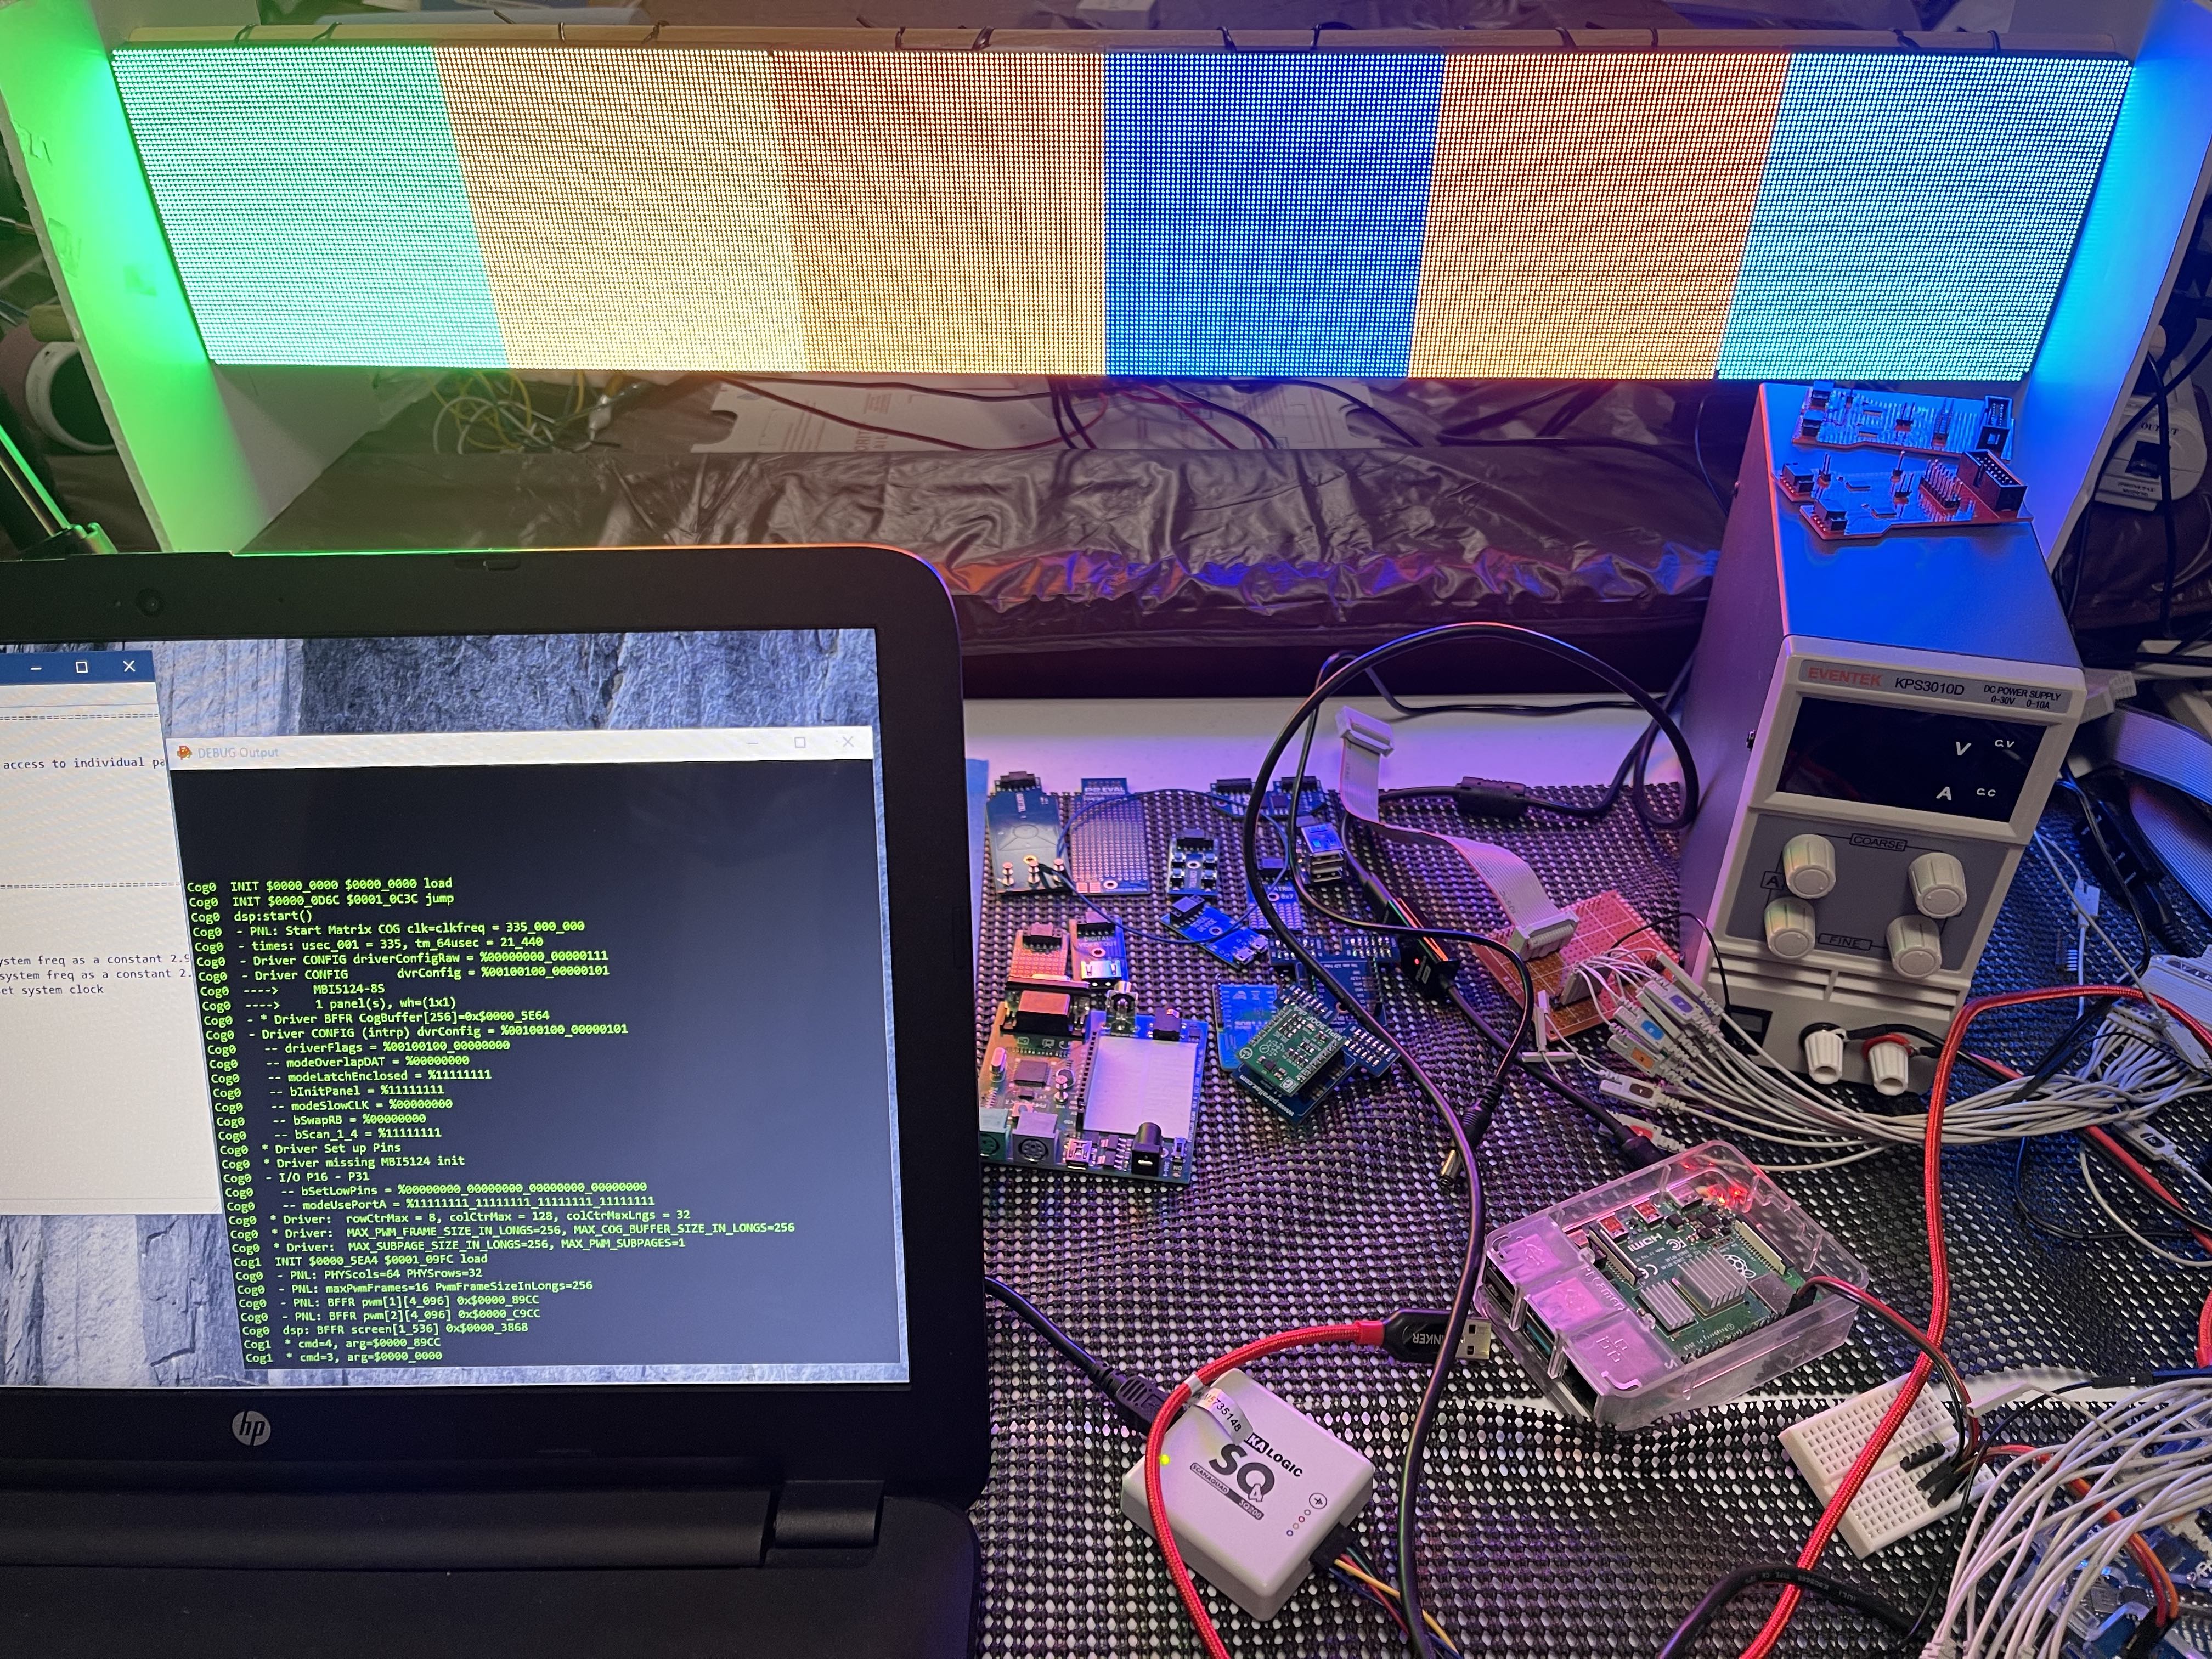 access to individual pa
ystem freq as a constant 2.9
system freq as a constant 2.
et system clock
DEBUG Output
Cog0 INIT $0000_0000 $0000_0000 load
Cog0 INIT $0000_0D6C $0001_0C3C jump
Cog0 dsp:start()
Cog0 - PNL: Start Matrix COG clk=clkfreq = 335_000_000
Cog0 - times: usec_001 = 335, tm_64usec = 21_440
Cog0 - Driver CONFIG driverConfigRaw = %00000000_00000111
Cog0 - Driver CONFIG dvrConfig = %00100100_00000101
Cog0 ----> MBI5124-8S
Cog0 ----> 1 panel(s), wh=(1x1)
Cog0 - * Driver BFFR CogBuffer[256]=0x$0000_5E64
Cog0 - Driver CONFIG (intrp) dvrConfig = %00100100_00000101
Cog0 -- driverFlags = %00100100_00000000
Cog0 -- modeOverlapDAT = %00000000
Cog0 -- modeLatchEnclosed = %11111111
Cog0 -- bInitPanel = %11111111
Cog0 -- modeSlowCLK = %00000000
Cog0 -- bSwapRB = %00000000
Cog0 -- bScan_1_4 = %11111111
Cog0 * Driver Set up Pins
Cog0 * Driver missing MBI5124 init
Cog0 - I/O P16 - P31
Cog0 -- bSetLowPins = %00000000_00000000_00000000_00000000
Cog0 -- modeUsePortA = %11111111_11111111_11111111_11111111
Cog0 * Driver: rowCtrMax = 8, colCtrMax = 128, colCtrMaxLngs = 32
Cog0 * Driver: MAX_PWM_FRAME_SIZE_IN_LONGS=256, MAX_COG_BUFFER_SIZE_IN_LONGS=256
Cog0 * Driver: MAX_SUBPAGE_SIZE_IN_LONGS=256, MAX_PWM_SUBPAGES=1
Cog1 INIT $0000_5EA4 $0001_09FC load
Cog0 - PNL: PHYScols=64 PHYSrows=32
Cog0 - PNL: maxPwmFrames=16 PwmFrameSizeInLongs=256
Cog0 - PNL: BFFR pwm[1][4_096] 0x$0000_89CC
Cog0 - PNL: BFFR pwm[2][4_096] 0x$0000_C9CC
Cog0 dsp: BFFR screen[1_536] 0x$0000_3868
Cog1 * cmd=4, arg=$0000_89CC
Cog1 * cmd=3, arg=$0000_0000
hp
EVENTEK KPS3010D
DC POWER SUPPLY
0-30V 0-10A
V C.V
A C.C
COARSE
FINE
HDMI
ANKER
IKALOGIC
SQ
SCANAQUAD SQ200